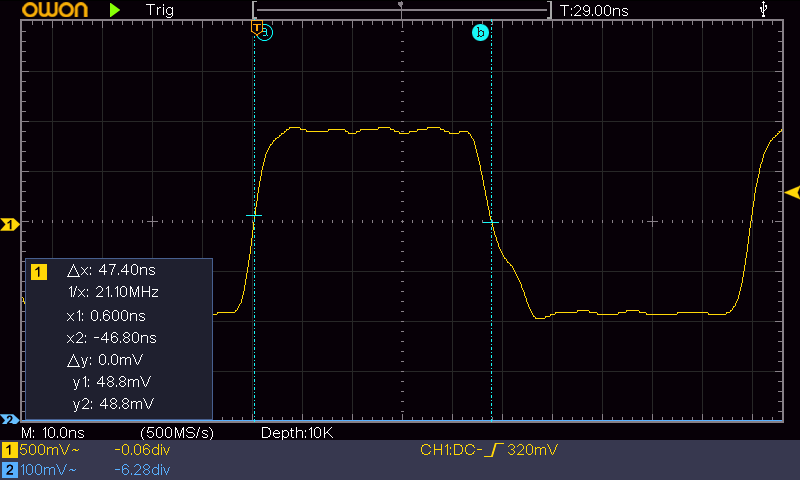 owon Trig T:29.00ns
T a b
1
1 △x: 47.40ns
1/x: 21.10MHz
x1: 0.600ns
x2: -46.80ns
△y: 0.0mV
y1: 48.8mV
y2: 48.8mV
2
M: 10.0ns (500MS/s) Depth:10K
1 500mV~ -0.06div CH1:DC- 320mV
2 100mV~ -6.28div